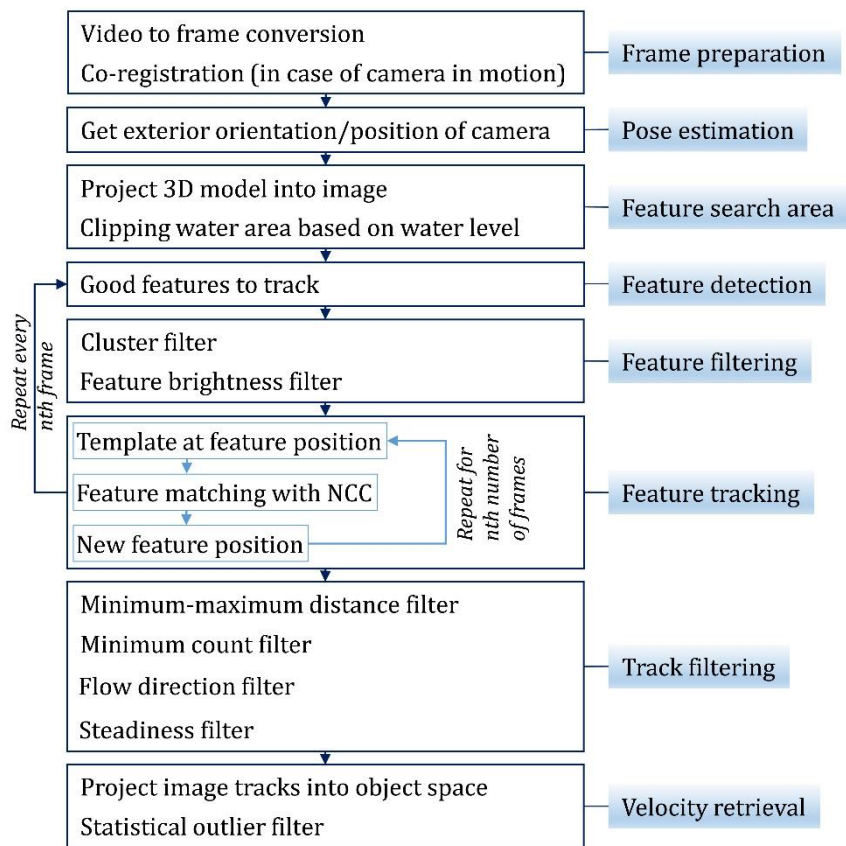 Video to frame conversion
Co-registration (in case of camera in motion)
Frame preparation
Get exterior orientation/position of camera
Pose estimation
Project 3D model into image
Clipping water area based on water level
Feature search area
Good features to track
Feature detection
Cluster filter
Feature brightness filter
Feature filtering
Repeat every
nth frame
Template at feature position
Feature matching with NCC
New feature position
Repeat for
nth number
of frames
Feature tracking
Minimum-maximum distance filter
Minimum count filter
Flow direction filter
Steadiness filter
Track filtering
Project image tracks into object space
Statistical outlier filter
Velocity retrieval